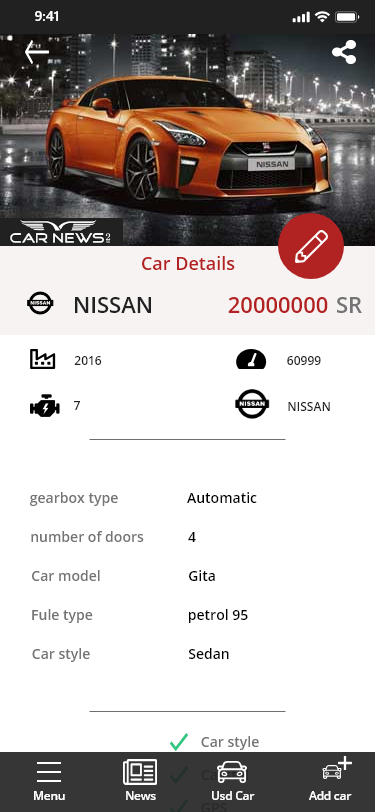 9:41
NISSAN
CAR NEWS
Car Details
NISSAN
NISSAN 20000000 SR
2016
60999
7
NISSAN
NISSAN
gearbox type Automatic
number of doors 4
Car model Gita
Fule type petrol 95
Car style Sedan
Car style
GPS
Menu News Usd Car Add car